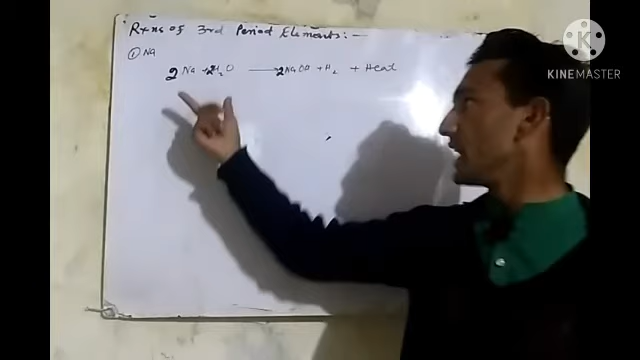 Rxns of 3rd Period Elements:-
① Na
2Na + 2H₂O ⟶ 2NaOH + H₂ + Heat
KINEMASTER